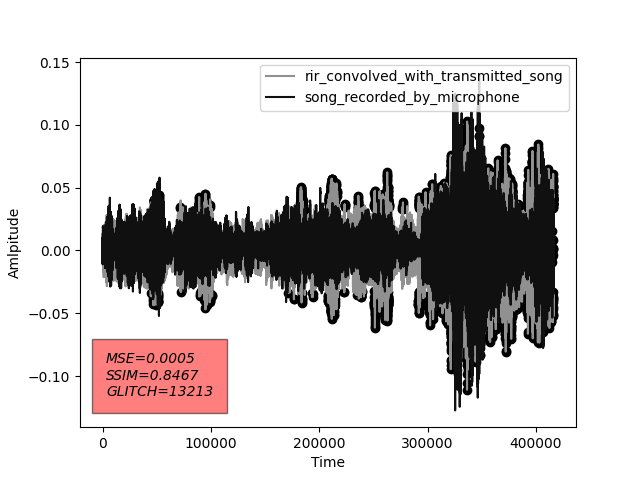 0.15
0.10
0.05
0.00
−0.05
−0.10
Amlpitude
rir_convolved_with_transmitted_song
song_recorded_by_microphone
MSE=0.0005
SSIM=0.8467
GLITCH=13213
0 100000 200000 300000 400000
Time